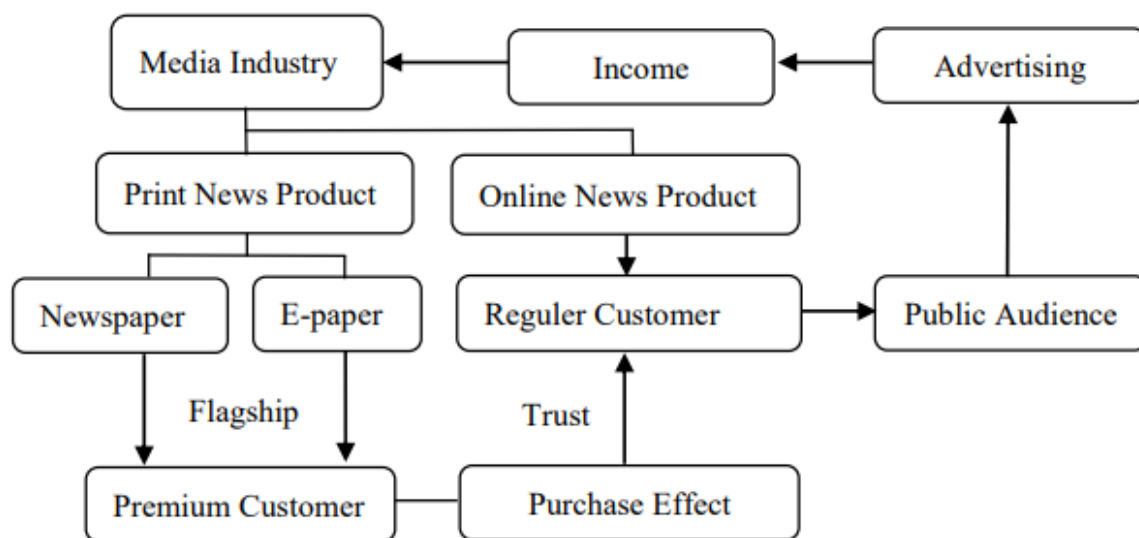 Media Industry
Income
Advertising
Print News Product
Online News Product
Newspaper
E-paper
Reguler Customer
Public Audience
Flagship
Trust
Premium Customer
Purchase Effect